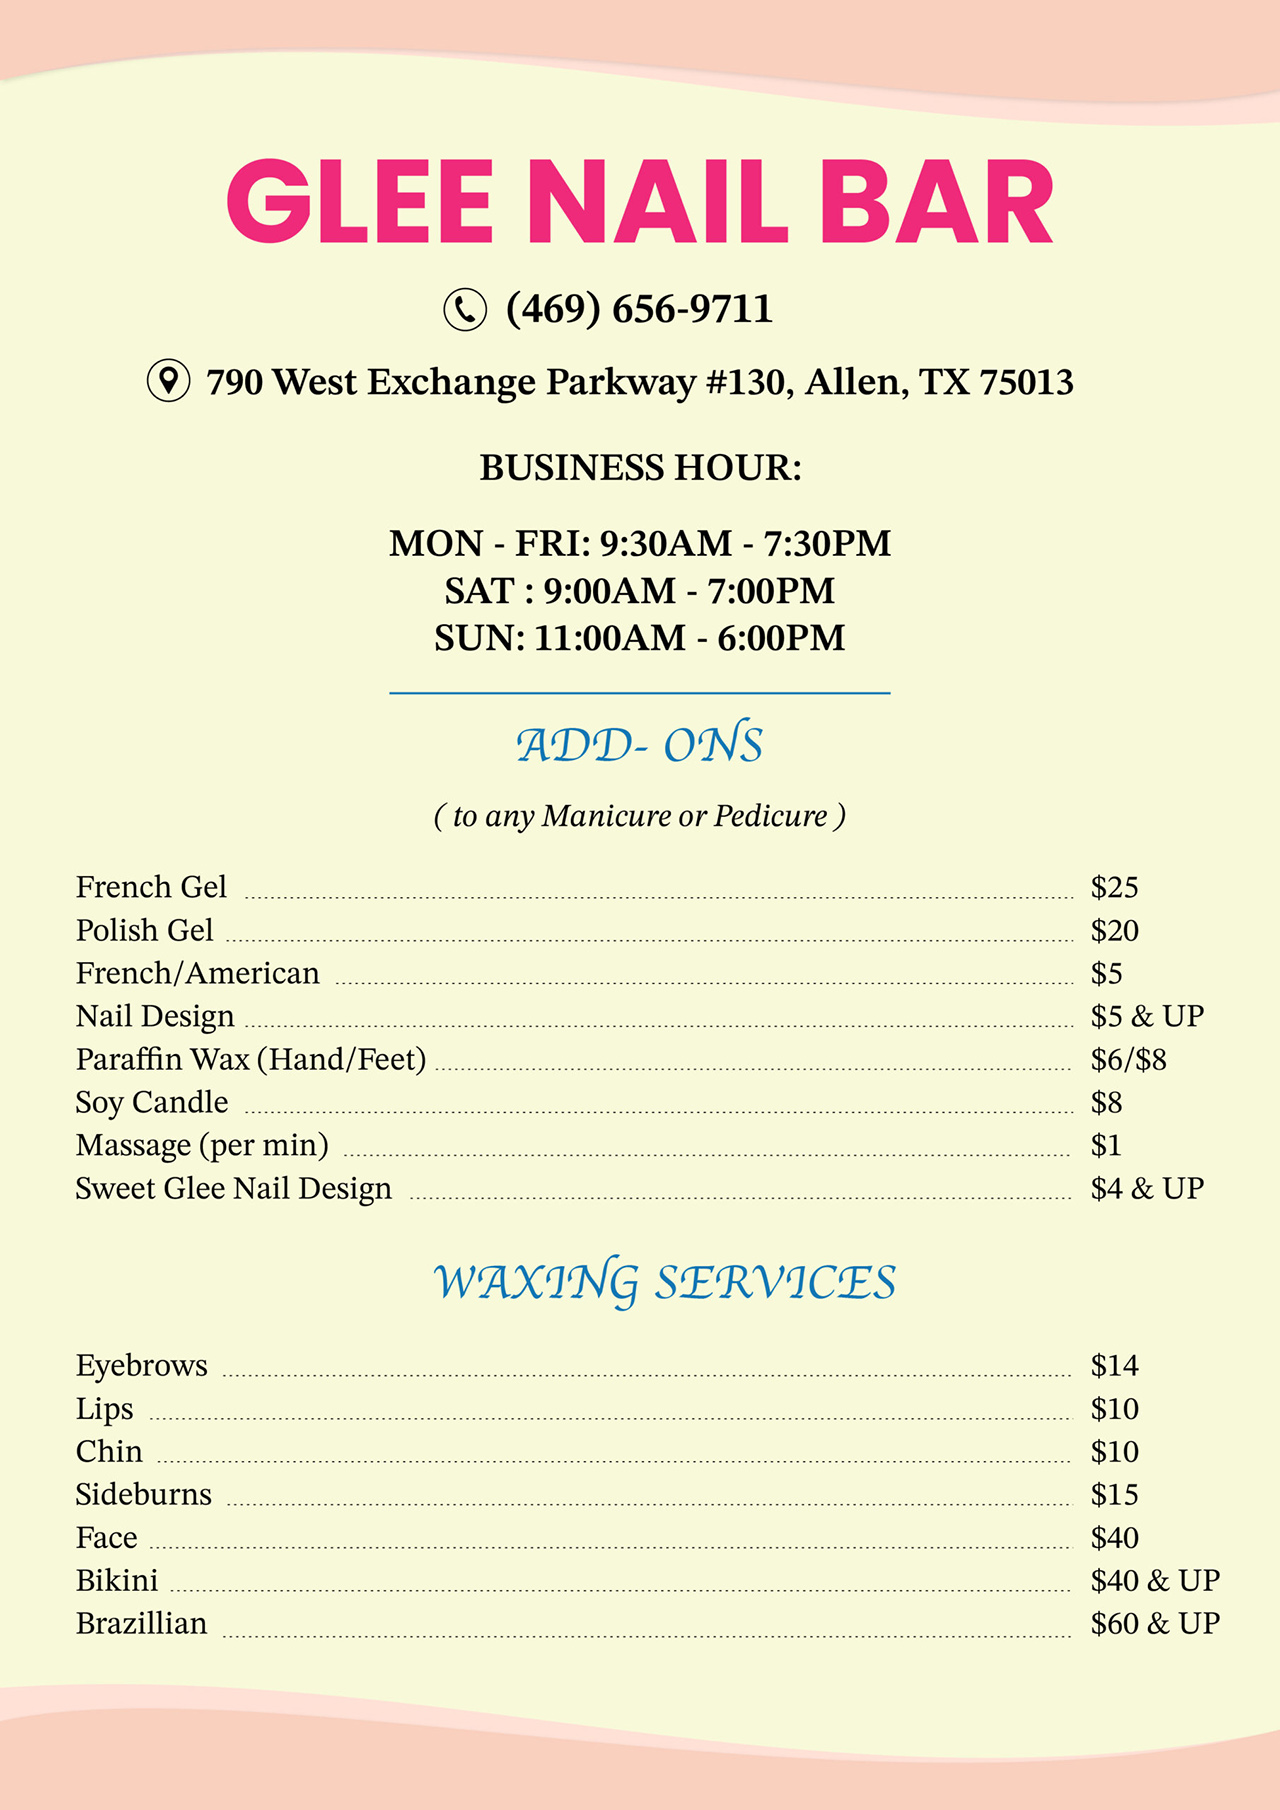 GLEE NAIL BAR
(469) 656-9711
790 West Exchange Parkway #130, Allen, TX 75013
BUSINESS HOUR:
MON - FRI: 9:30AM - 7:30PM
SAT : 9:00AM - 7:00PM
SUN: 11:00AM - 6:00PM
ADD- ONS
( to any Manicure or Pedicure )
French Gel $25
Polish Gel $20
French/American $5
Nail Design $5 & UP
Paraffin Wax (Hand/Feet) $6/$8
Soy Candle $8
Massage (per min) $1
Sweet Glee Nail Design $4 & UP
WAXING SERVICES
Eyebrows $14
Lips $10
Chin $10
Sideburns $15
Face $40
Bikini $40 & UP
Brazillian $60 & UP